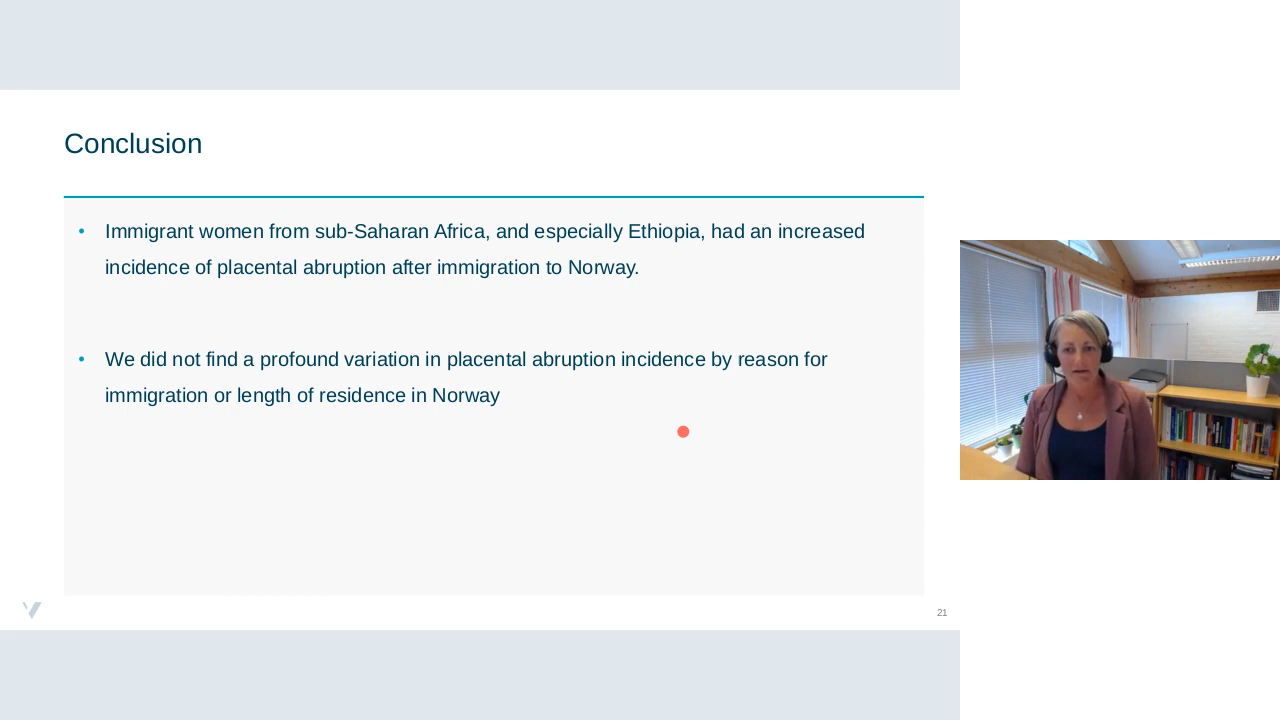 Conclusion
• Immigrant women from sub-Saharan Africa, and especially Ethiopia, had an increased
incidence of placental abruption after immigration to Norway.
• We did not find a profound variation in placental abruption incidence by reason for
immigration or length of residence in Norway
21